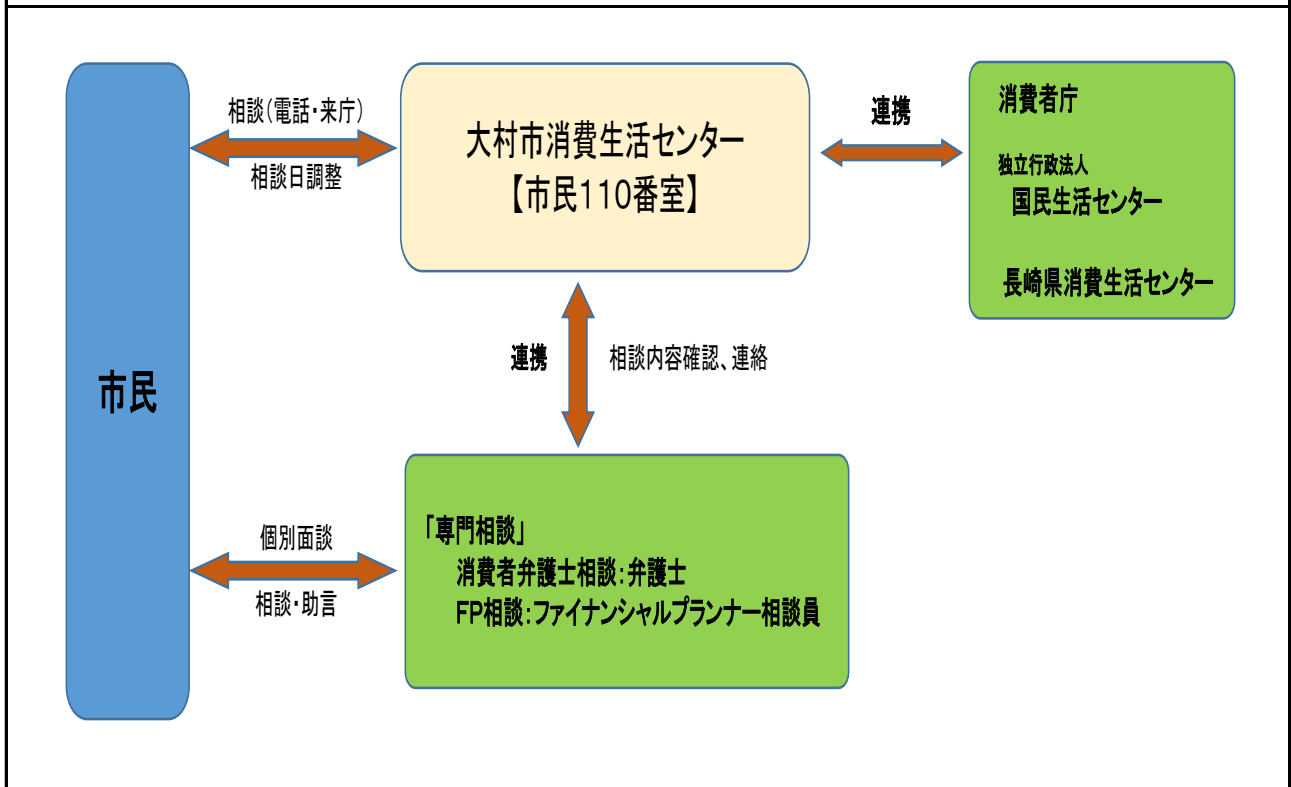 市民
相談(電話・来庁)
相談日調整
大村市消費生活センター
【市民110番室】
連携
消費者庁
独立行政法人
国民生活センター
長崎県消費生活センター
連携
相談内容確認、連絡
個別面談
相談・助言
「専門相談」
消費者弁護士相談:弁護士
FP相談:ファイナンシャルプランナー相談員